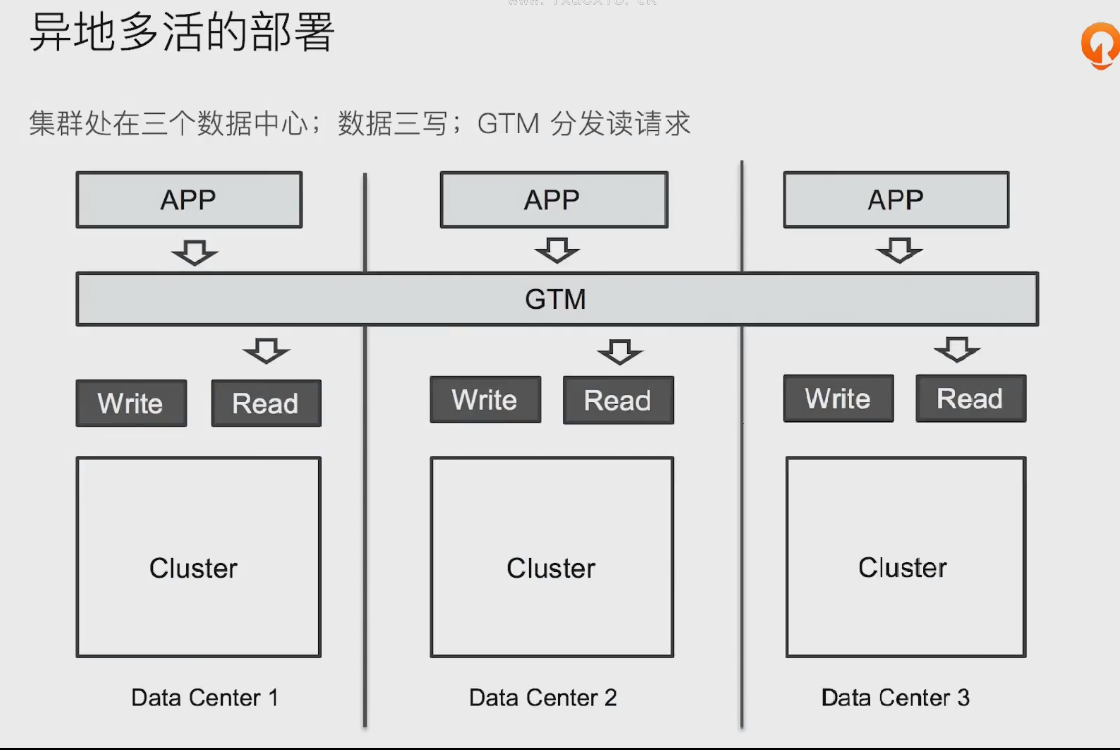 异地多活的部署
集群处在三个数据中心；数据三写；GTM 分发读请求
APP APP APP
GTM
Write Read Write Read Write Read
Cluster Cluster Cluster
Data Center 1 Data Center 2 Data Center 3